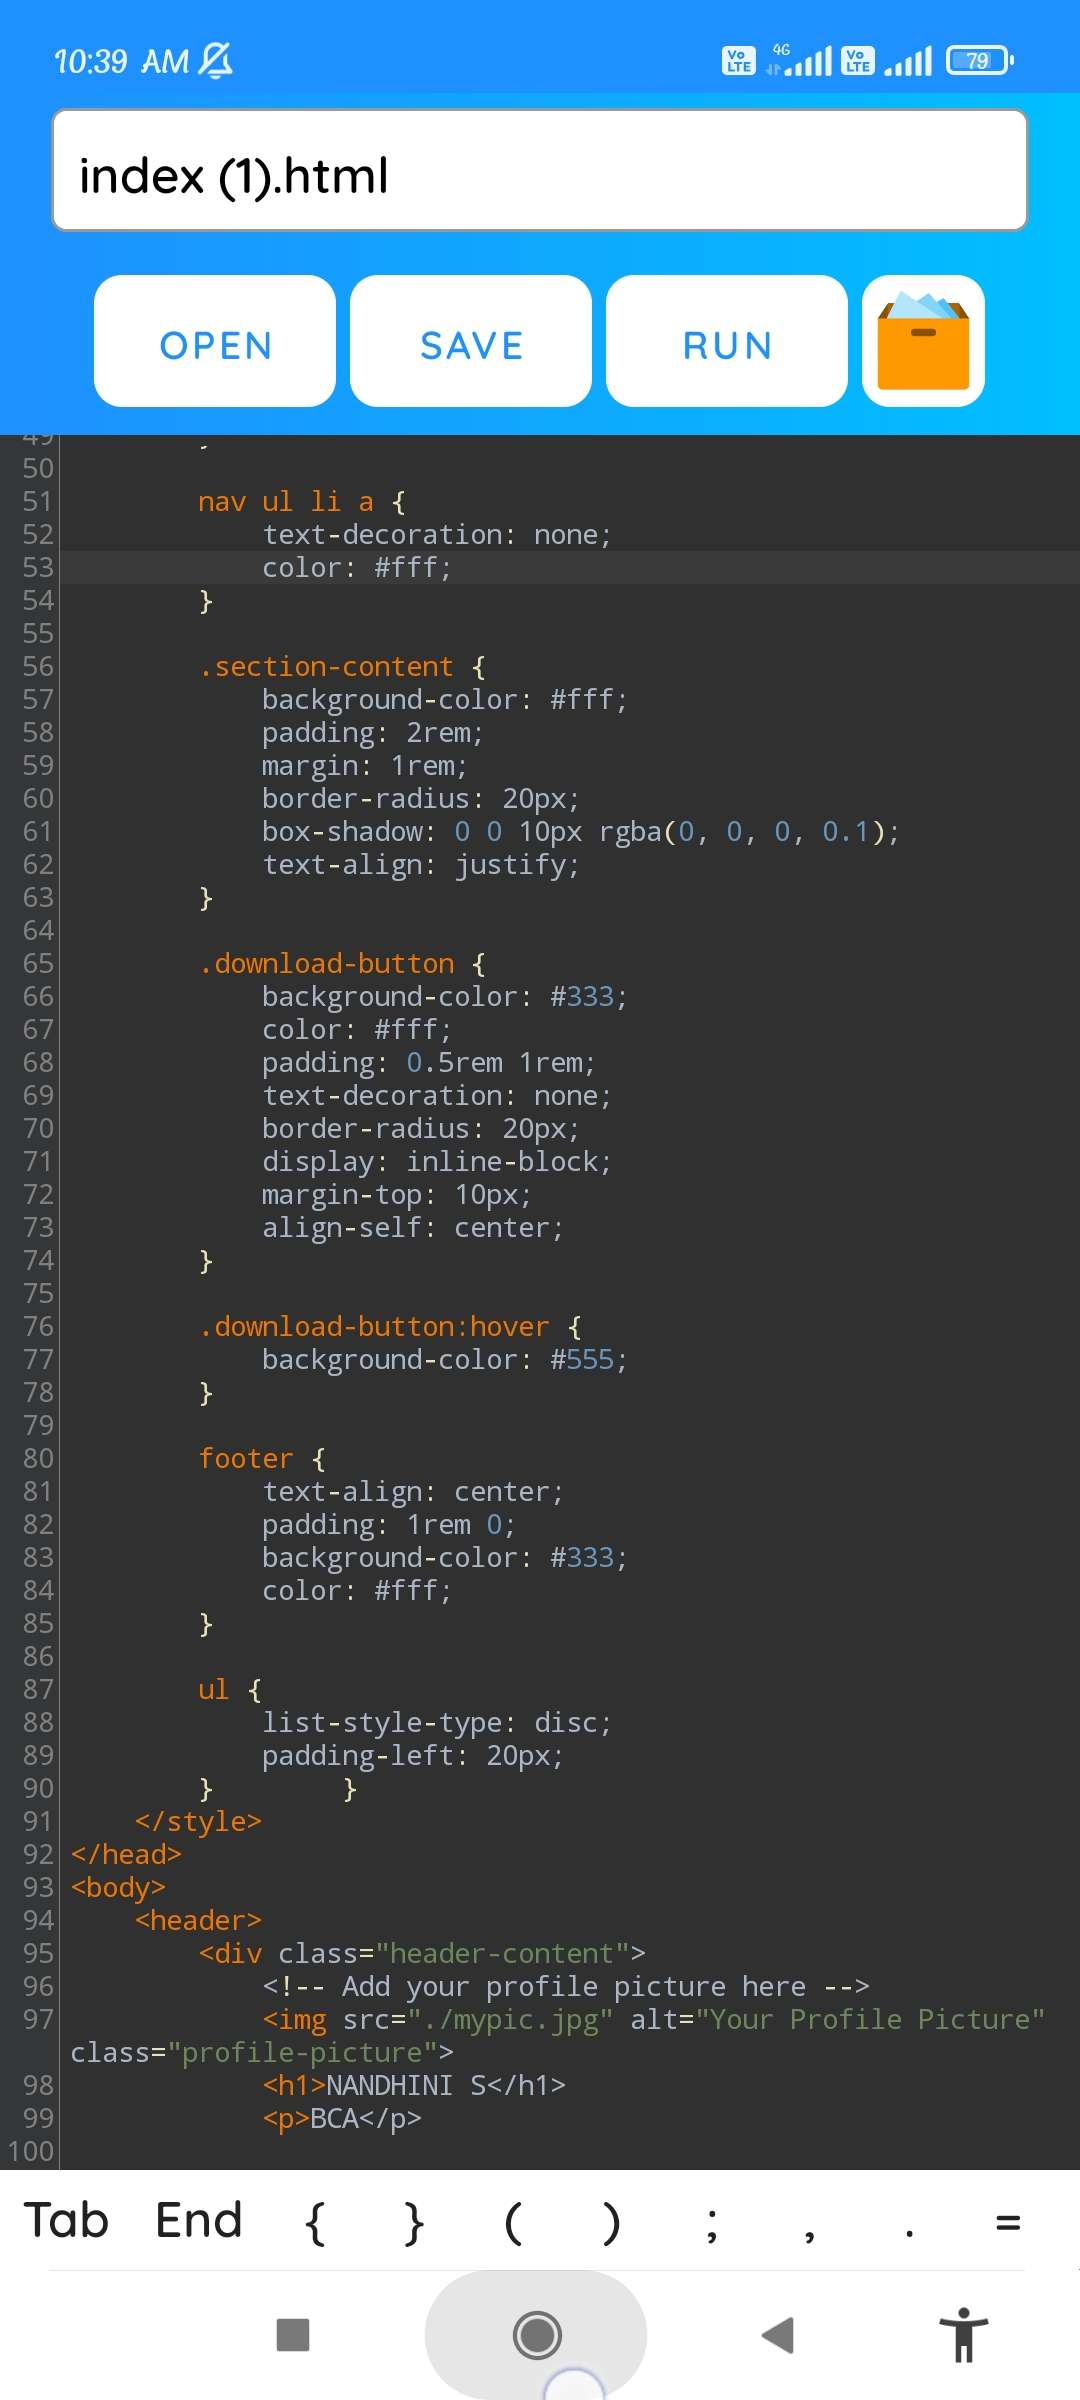 10:39 AM
Vo LTE 4G Vo LTE 79
index (1).html
OPEN SAVE RUN
49 }
50
51 nav ul li a {
52 text-decoration: none;
53 color: #fff;
54 }
55
56 .section-content {
57 background-color: #fff;
58 padding: 2rem;
59 margin: 1rem;
60 border-radius: 20px;
61 box-shadow: 0 0 10px rgba(0, 0, 0, 0.1);
62 text-align: justify;
63 }
64
65 .download-button {
66 background-color: #333;
67 color: #fff;
68 padding: 0.5rem 1rem;
69 text-decoration: none;
70 border-radius: 20px;
71 display: inline-block;
72 margin-top: 10px;
73 align-self: center;
74 }
75
76 .download-button:hover {
77 background-color: #555;
78 }
79
80 footer {
81 text-align: center;
82 padding: 1rem 0;
83 background-color: #333;
84 color: #fff;
85 }
86
87 ul {
88 list-style-type: disc;
89 padding-left: 20px;
90 } }
91 </style>
92 </head>
93 <body>
94 <header>
95 <div class="header-content">
96 <!-- Add your profile picture here -->
97 <img src="./mypic.jpg" alt="Your Profile Picture"
class="profile-picture">
98 <h1>NANDHINI S</h1>
99 <p>BCA</p>
100
Tab End { } ( ) ; , . =